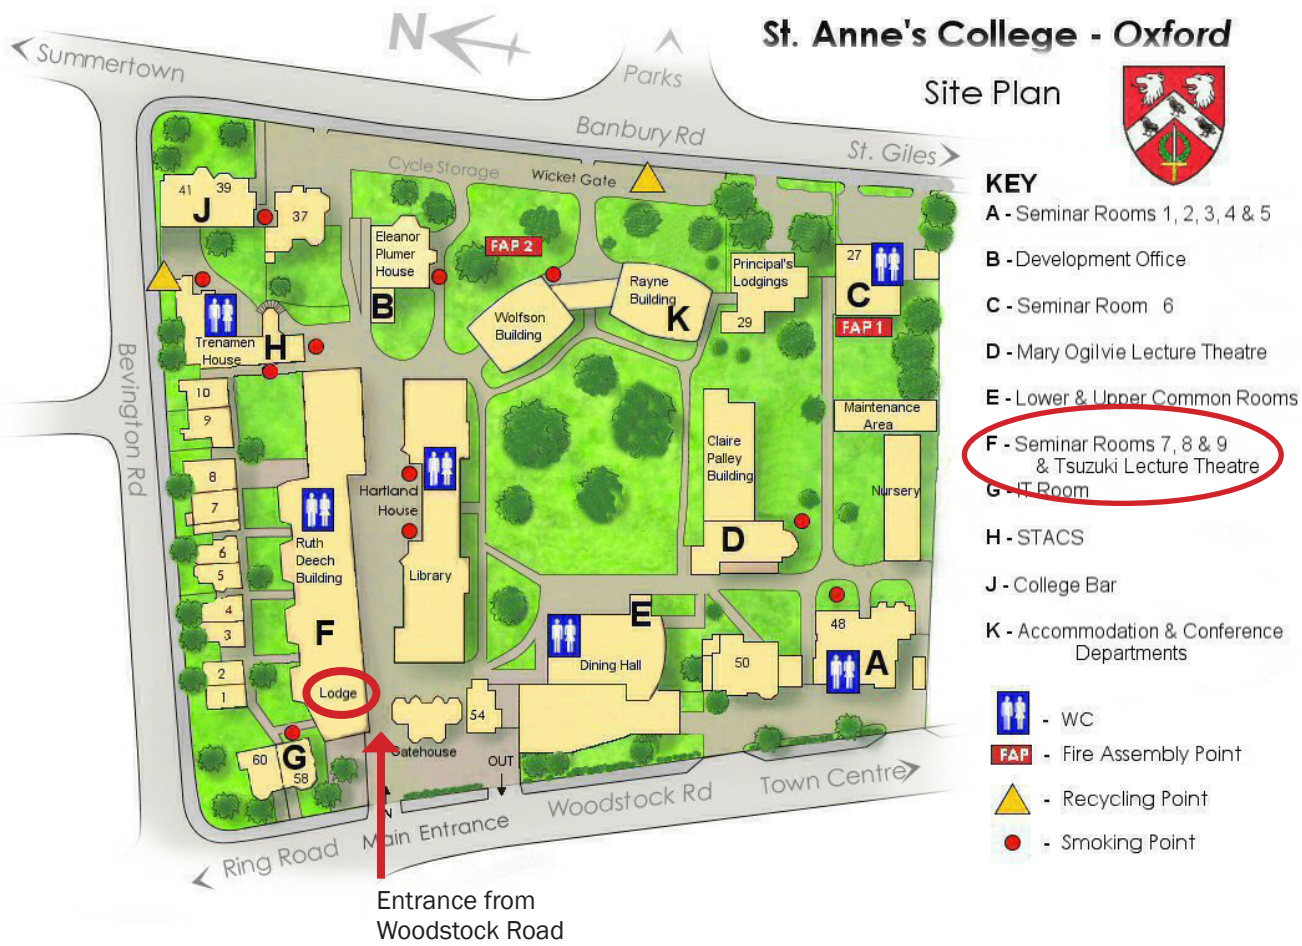 St. Anne's College - Oxford
Site Plan
N
Summertown
Parks
Banbury Rd
St. Giles
Cycle Storage
Wicket Gate
41
39
J
37
Eleanor
Plumer
House
B
FAP 2
Wolfson
Building
Rayne
Building
K
Principal's
Lodgings
29
27
C
FAP 1
Trenamen
House
H
Bevington Rd
10
9
8
7
6
5
4
3
2
1
Ruth
Deech
Building
F
Lodge
Hartland
House
Library
Claire
Palley
Building
D
Maintenance
Area
Nursery
E
Dining Hall
50
48
A
60
G
58
Gatehouse
54
OUT
IN
Main Entrance
Woodstock Rd
Town Centre
Ring Road
Entrance from
Woodstock Road
KEY
A - Seminar Rooms 1, 2, 3, 4 & 5
B - Development Office
C - Seminar Room 6
D - Mary Ogilvie Lecture Theatre
E - Lower & Upper Common Rooms
F - Seminar Rooms 7, 8 & 9
& Tsuzuki Lecture Theatre
G - IT Room
H - STACS
J - College Bar
K - Accommodation & Conference
Departments
- WC
FAP - Fire Assembly Point
- Recycling Point
- Smoking Point